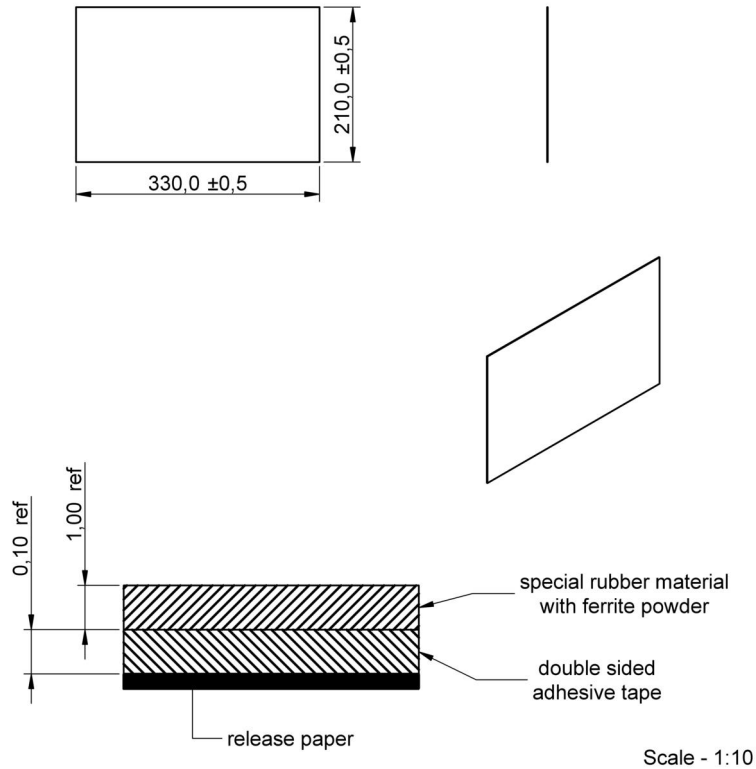 210,0 ±0,5
330,0 ±0,5
1,00 ref
0,10 ref
special rubber material
with ferrite powder
double sided
adhesive tape
release paper
Scale - 1:10